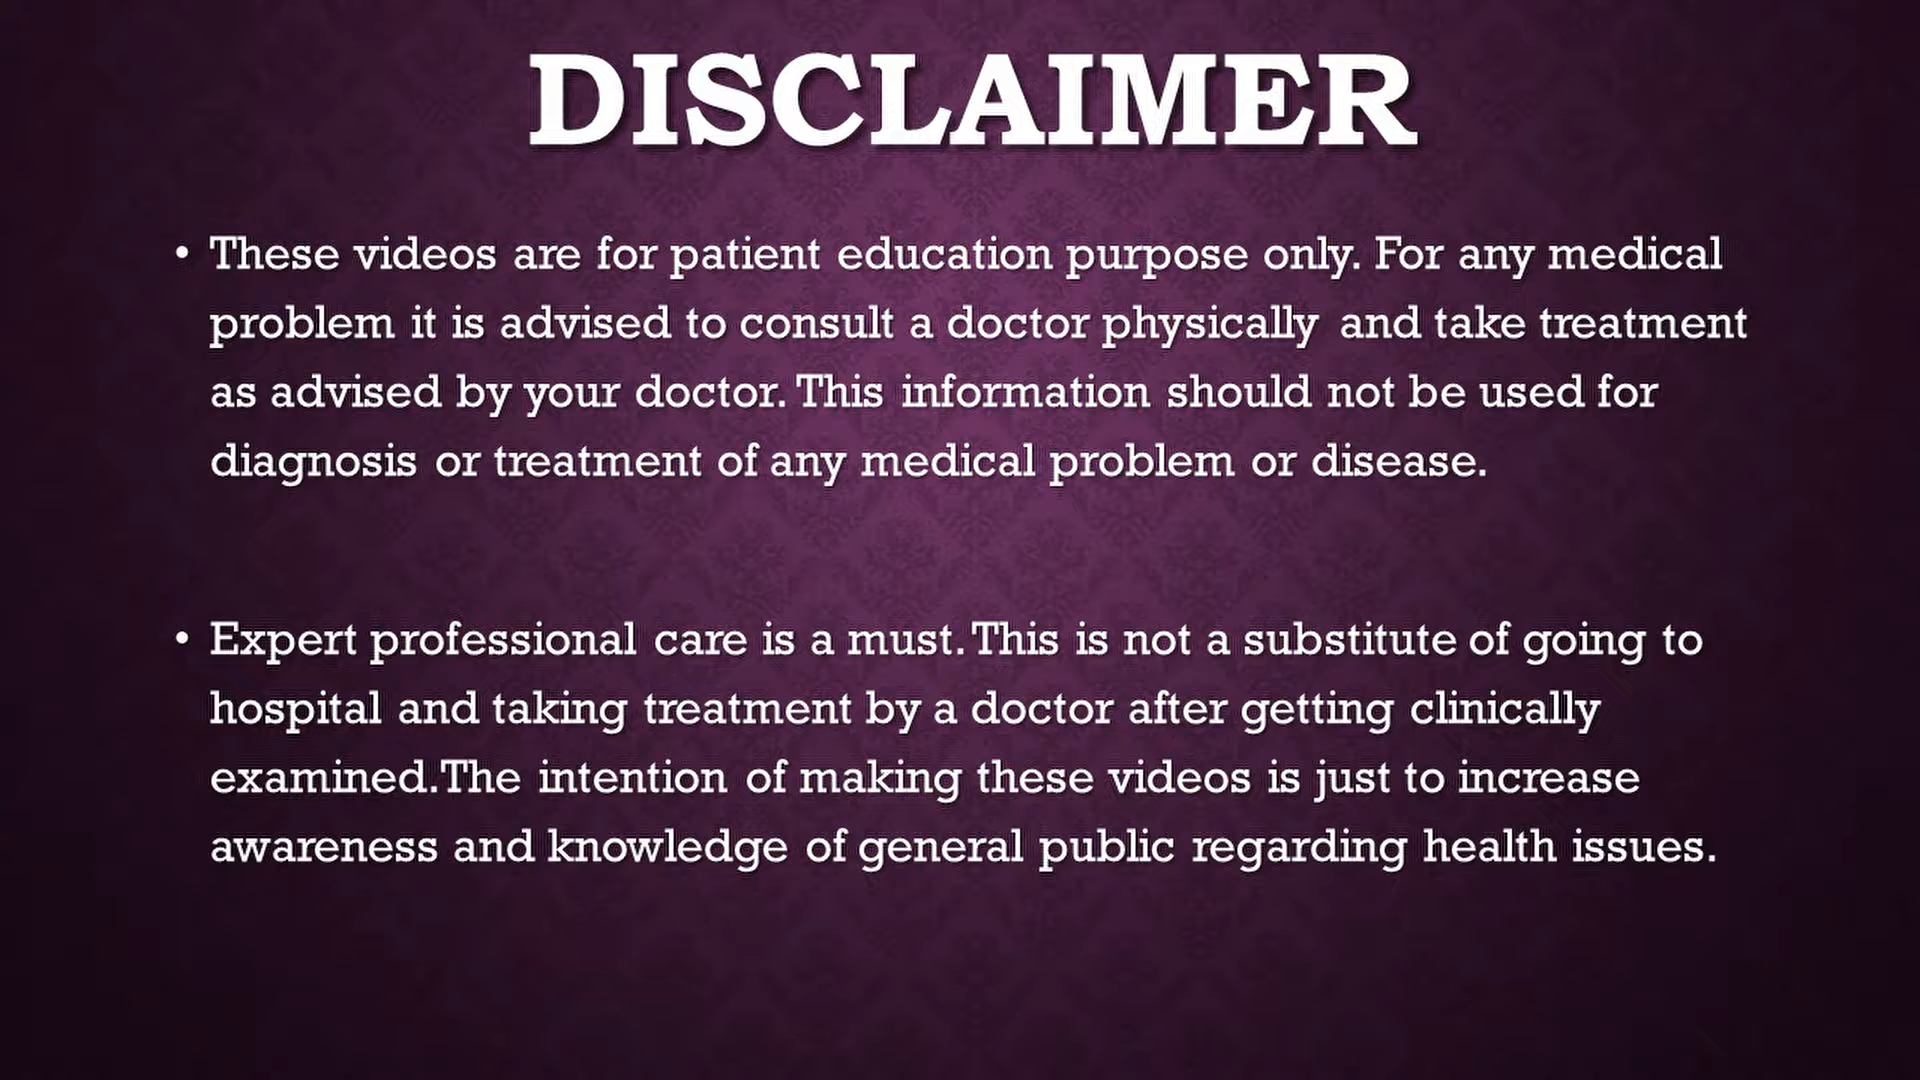 DISCLAIMER
• These videos are for patient education purpose only. For any medical
problem it is advised to consult a doctor physically and take treatment
as advised by your doctor. This information should not be used for
diagnosis or treatment of any medical problem or disease.
• Expert professional care is a must. This is not a substitute of going to
hospital and taking treatment by a doctor after getting clinically
examined.The intention of making these videos is just to increase
awareness and knowledge of general public regarding health issues.